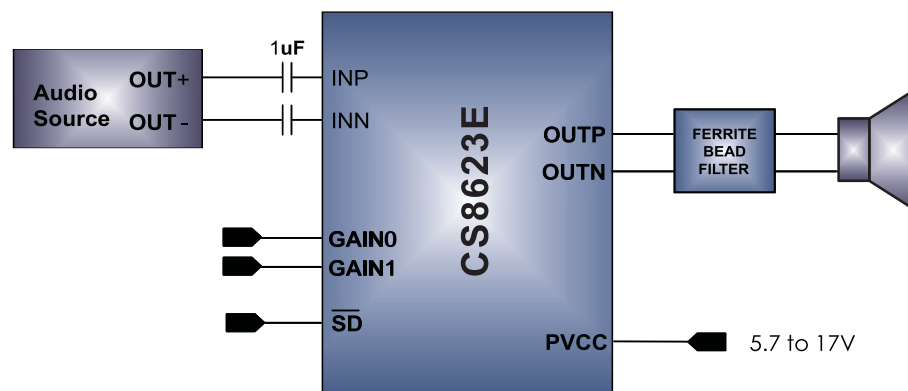 1uF
Audio
Source
OUT+
OUT-
INP
INN
GAIN0
GAIN1
SD
CS8623E
OUTP
OUTN
PVCC
FERRITE
BEAD
FILTER
5.7 to 17V